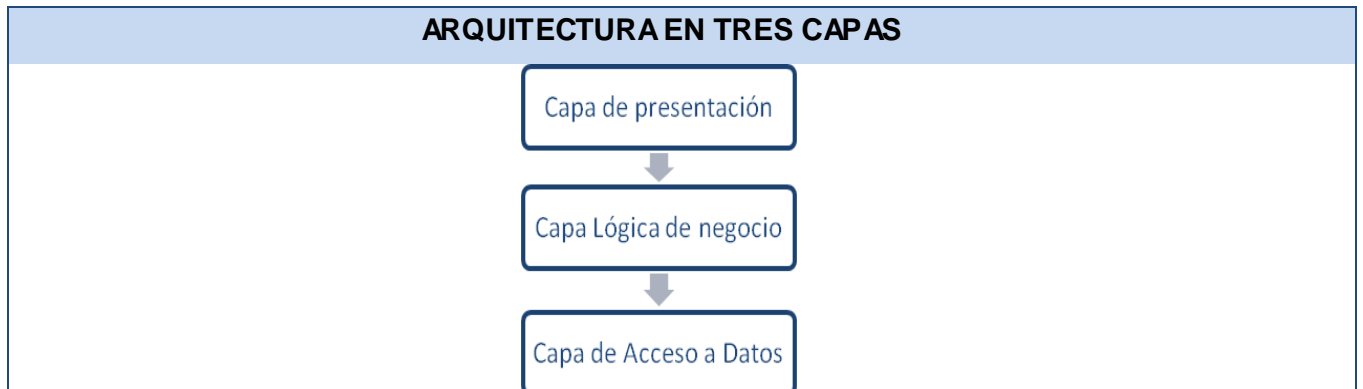 ARQUITECTURA EN TRES CAPAS
Capa de presentación
Capa Lógica de negocio
Capa de Acceso a Datos